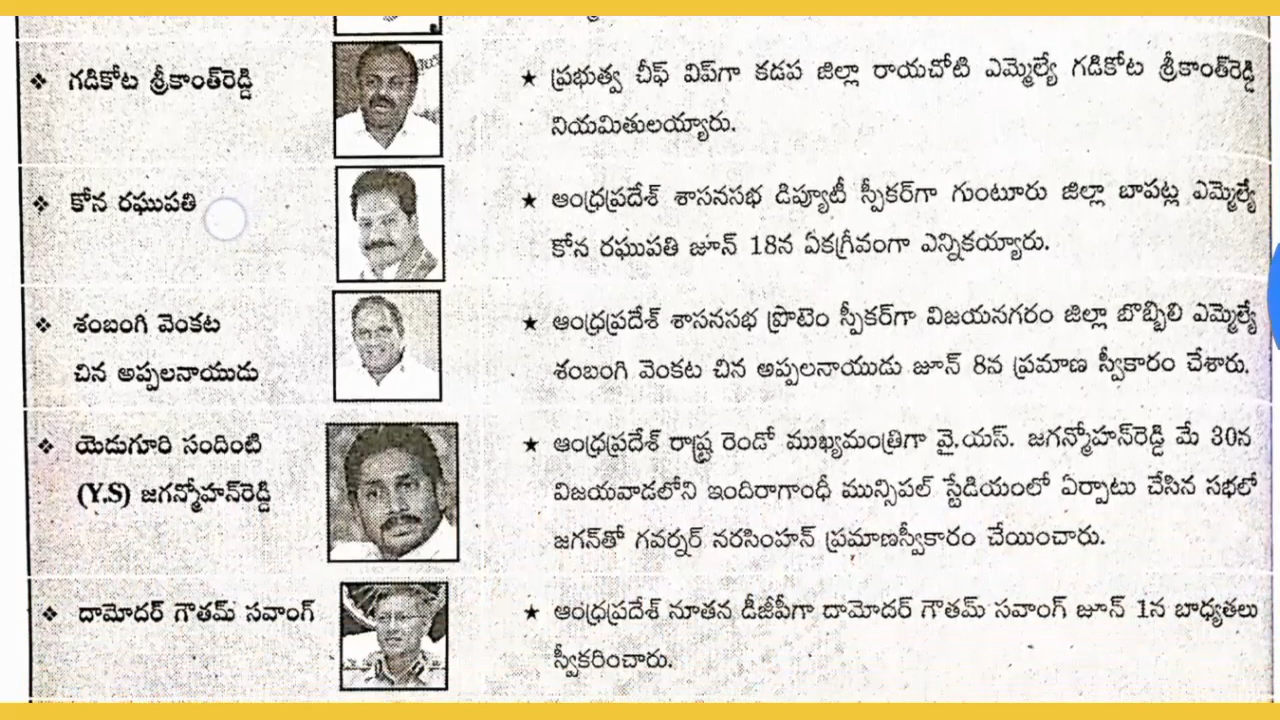 ❖ గడికోట శ్రీకాంత్‌రెడ్డి
★ ప్రభుత్వ చీఫ్ విప్‌గా కడప జిల్లా రాయచోటి ఎమ్మెల్యే గడికోట శ్రీకాంత్‌రెడ్డి
నియమితులయ్యారు.
❖ కోన రఘుపతి
★ ఆంధ్రప్రదేశ్ శాసనసభ డిప్యూటీ స్పీకర్‌గా గుంటూరు జిల్లా బాపట్ల ఎమ్మెల్యే
కోన రఘుపతి జూన్ 18న ఏకగ్రీవంగా ఎన్నికయ్యారు.
❖ శంబంగి వెంకట
చిన అప్పలనాయుడు
★ ఆంధ్రప్రదేశ్ శాసనసభ ప్రొటెం స్పీకర్‌గా విజయనగరం జిల్లా బొబ్బిలి ఎమ్మెల్యే
శంబంగి వెంకట చిన అప్పలనాయుడు జూన్ 8న ప్రమాణ స్వీకారం చేశారు.
❖ యెదుగూరి సందింటి
(Y.S) జగన్మోహన్‌రెడ్డి
★ ఆంధ్రప్రదేశ్ రాష్ట్ర రెండో ముఖ్యమంత్రిగా వై.యస్. జగన్మోహన్‌రెడ్డి మే 30న
విజయవాడలోని ఇందిరాగాంధీ మున్సిపల్ స్టేడియంలో ఏర్పాటు చేసిన సభలో
జగన్‌తో గవర్నర్ నరసింహన్ ప్రమాణస్వీకారం చేయించారు.
❖ దామోదర్ గౌతమ్ సవాంగ్
★ ఆంధ్రప్రదేశ్ నూతన డీజీపీగా దామోదర్ గౌతమ్ సవాంగ్ జూన్ 1న బాధ్యతలు
స్వీకరించారు.